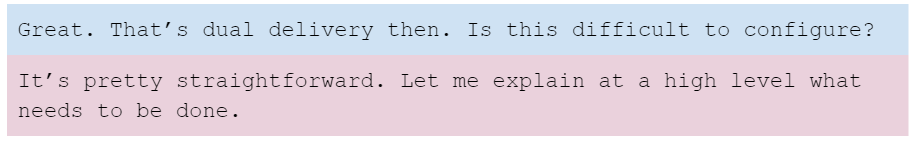 Great. That’s dual delivery then. Is this difficult to configure?
It’s pretty straightforward. Let me explain at a high level what
needs to be done.